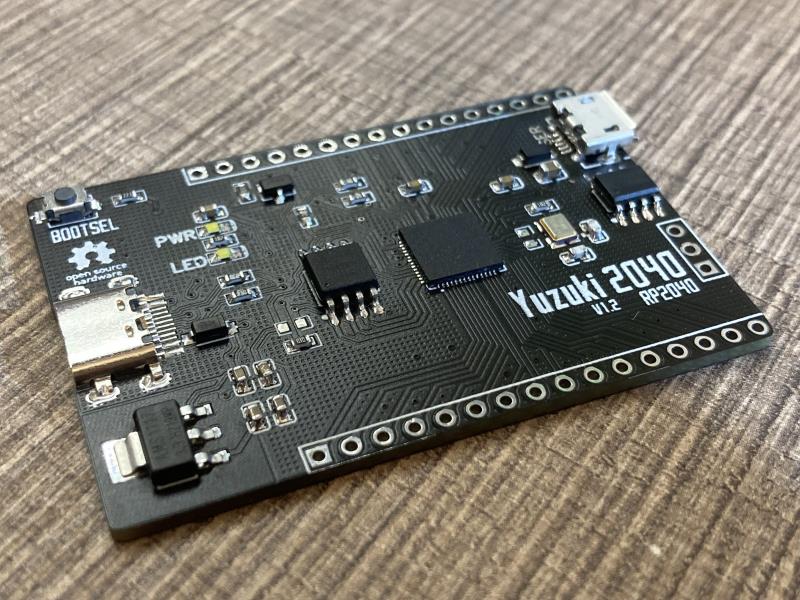 BOOTSEL
open source
hardware
PWR
LED
Yuzuki 2040
V1.2 RP2040